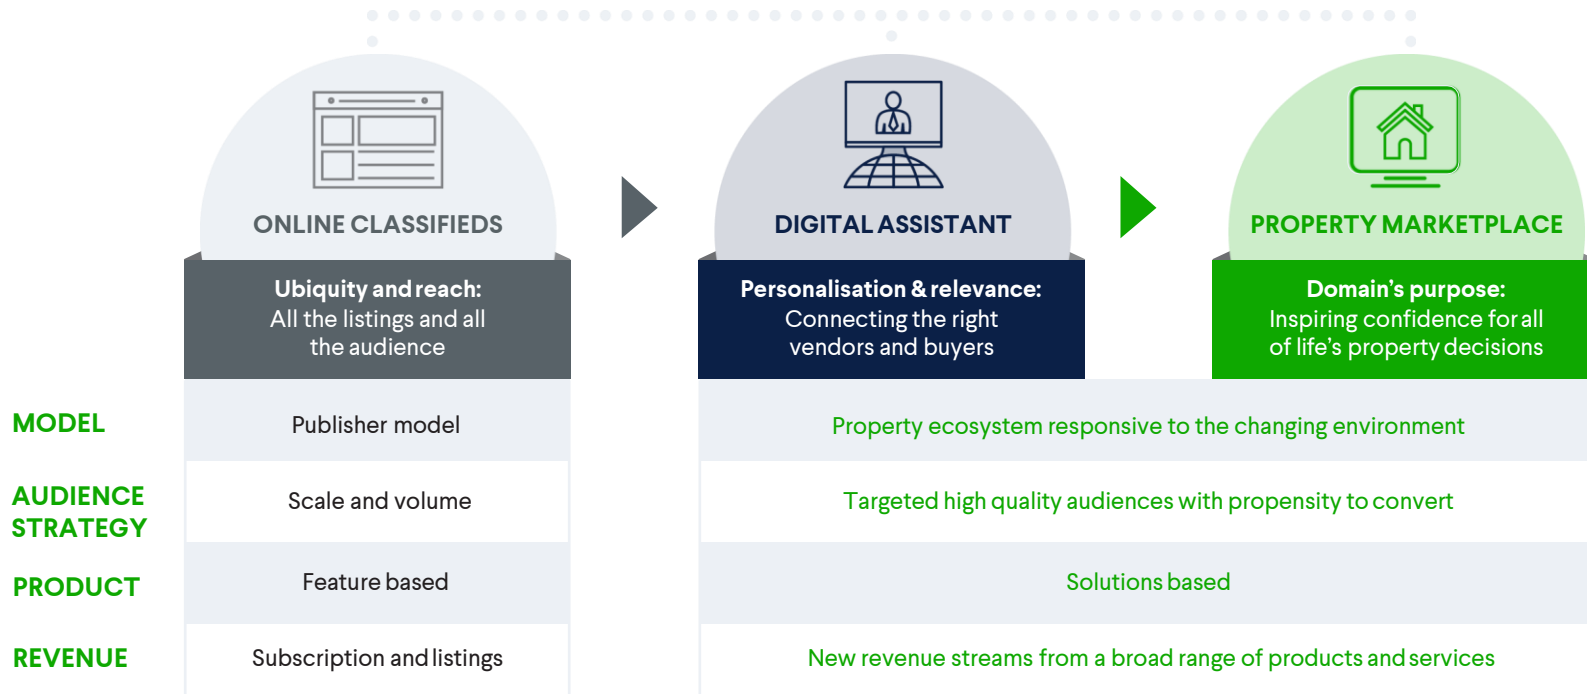 ONLINE CLASSIFIEDS
DIGITAL ASSISTANT
PROPERTY MARKETPLACE
Ubiquity and reach:
All the listings and all
the audience
Personalisation & relevance:
Connecting the right
vendors and buyers
Domain's purpose:
Inspiring confidence for all
of life's property decisions
MODEL
Publisher model
Property ecosystem responsive to the changing environment
AUDIENCE
STRATEGY
Scale and volume
Targeted high quality audiences with propensity to convert
PRODUCT
Feature based
Solutions based
REVENUE
Subscription and listings
New revenue streams from a broad range of products and services